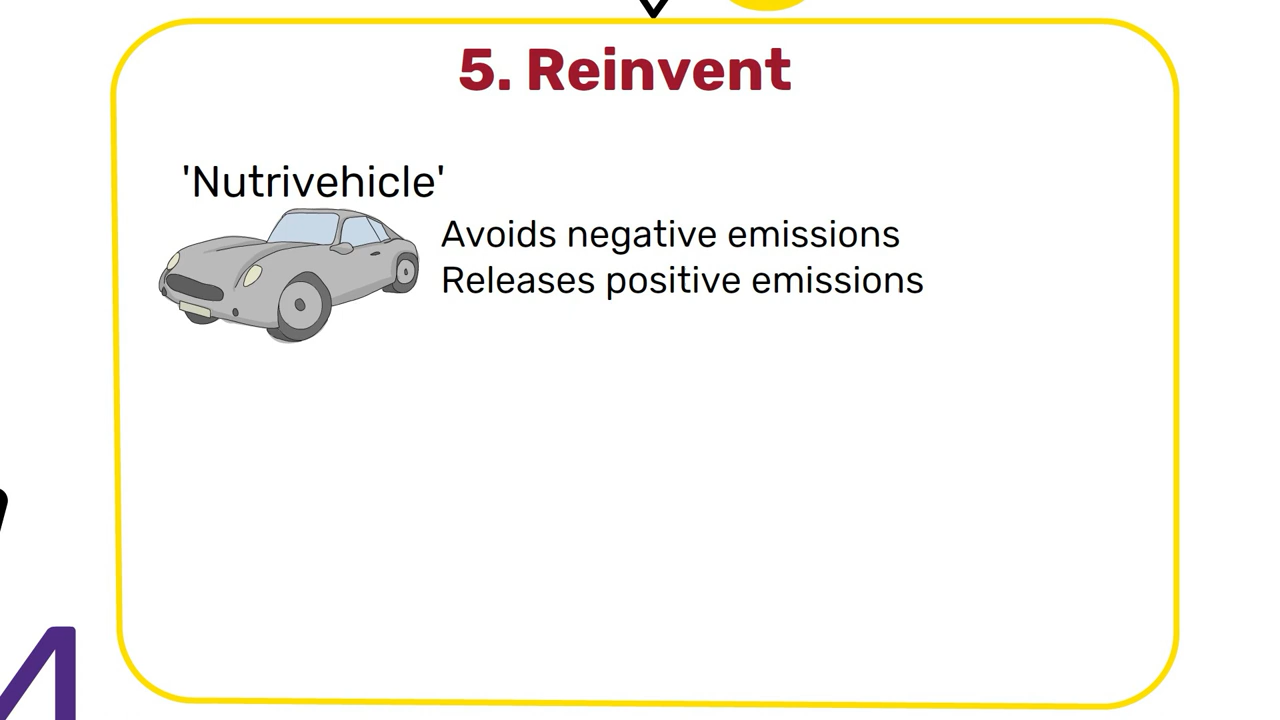 5. Reinvent
'Nutrivehicle'
Avoids negative emissions
Releases positive emissions